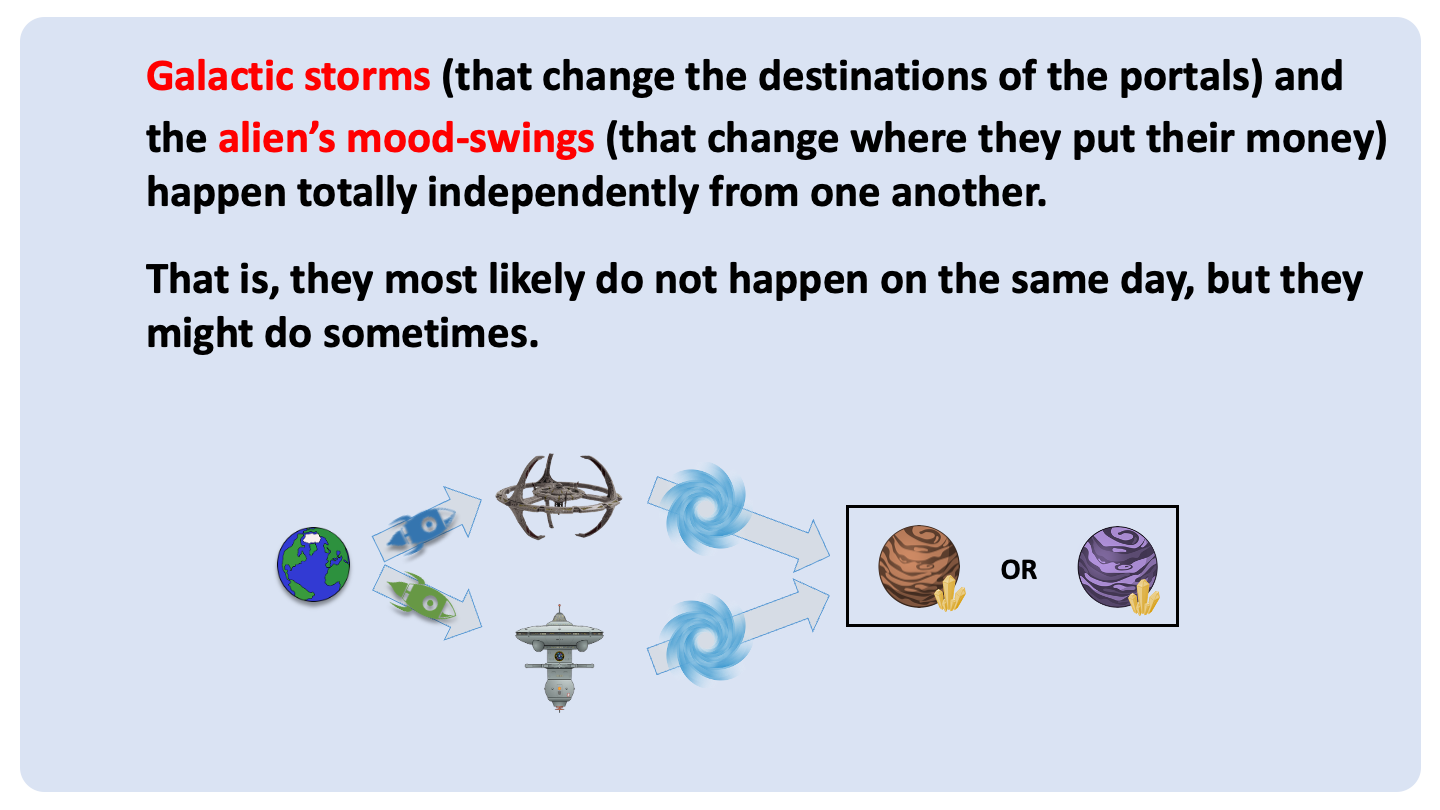 Galactic storms (that change the destinations of the portals) and
the alien’s mood-swings (that change where they put their money)
happen totally independently from one another.
That is, they most likely do not happen on the same day, but they
might do sometimes.
OR